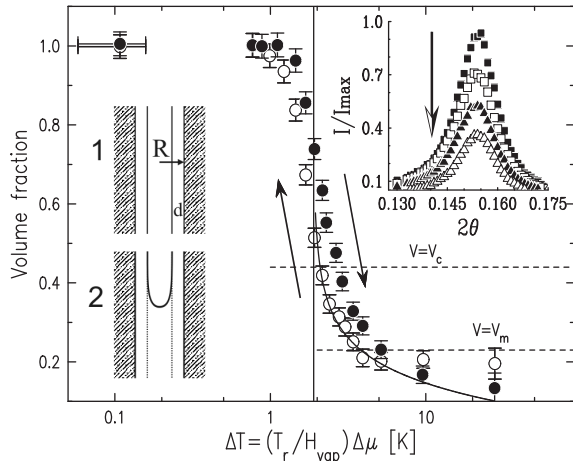 1.0
0.8
0.6
0.4
0.2
Volume fraction
0.1
1
10
ΔT=(T_r/H_vap)Δμ [K]
1
2
R
d
V=V_c
V=V_m
I/Imax
1.0
0.7
0.4
0.1
0.130
0.145
0.160
0.175
2θ